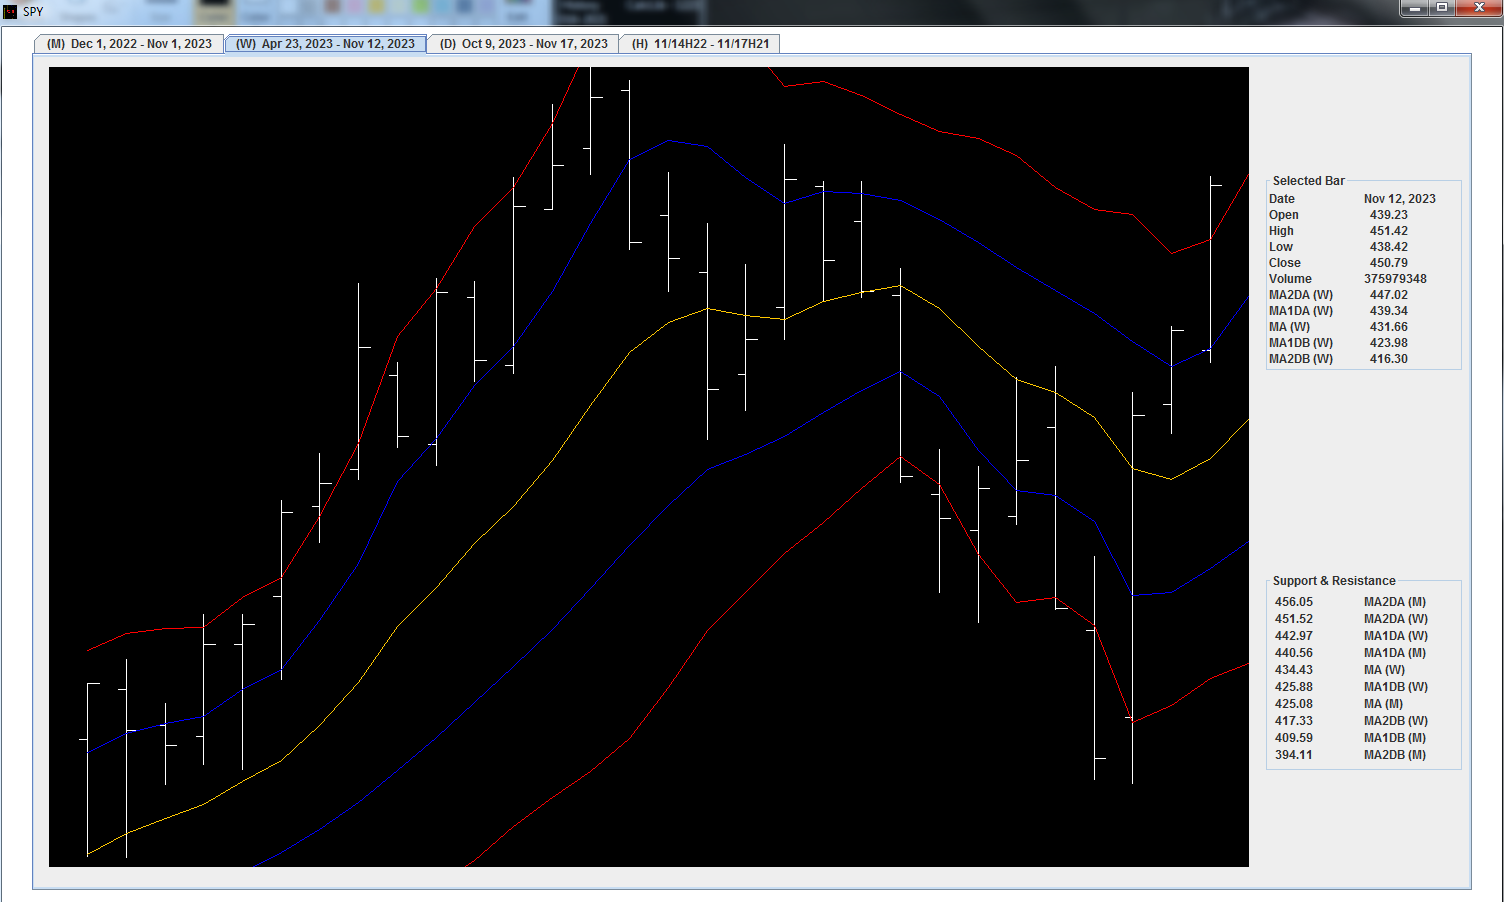 SPY
(M) Dec 1, 2022 - Nov 1, 2023 (W) Apr 23, 2023 - Nov 12, 2023 (D) Oct 9, 2023 - Nov 17, 2023 (H) 11/14H22 - 11/17H21
Selected Bar
Date Nov 12, 2023
Open 439.23
High 451.42
Low 438.42
Close 450.79
Volume 375979348
MA2DA (W) 447.02
MA1DA (W) 439.34
MA (W) 431.66
MA1DB (W) 423.98
MA2DB (W) 416.30
Support & Resistance
456.05 MA2DA (M)
451.52 MA2DA (W)
442.97 MA1DA (W)
440.56 MA1DA (M)
434.43 MA (W)
425.88 MA1DB (W)
425.08 MA (M)
417.33 MA2DB (W)
409.59 MA1DB (M)
394.11 MA2DB (M)